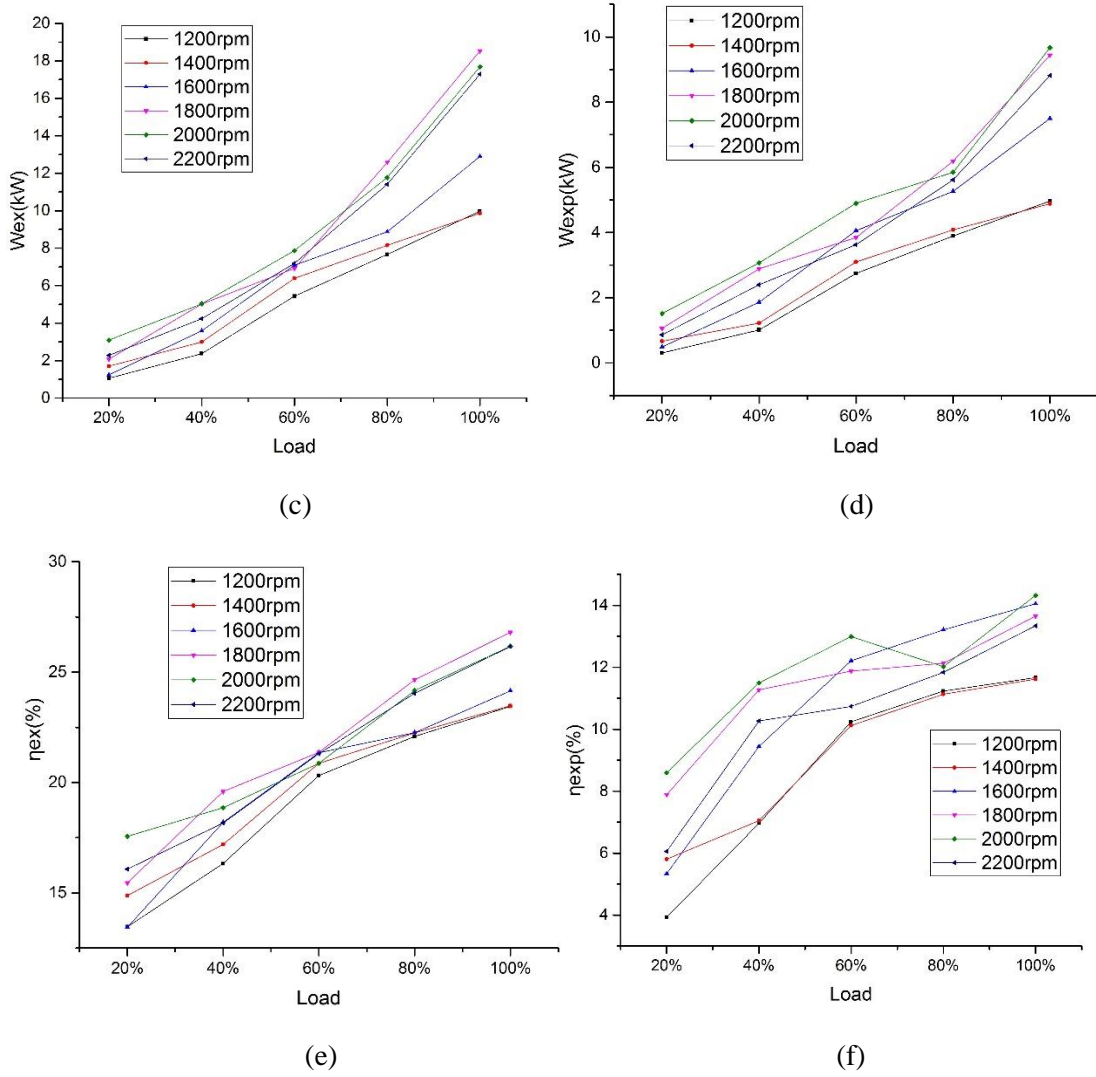 Wex(kW)
20
18
16
14
12
10
8
6
4
2
0
1200rpm
1400rpm
1600rpm
1800rpm
2000rpm
2200rpm
20% 40% 60% 80% 100%
Load
(c)
Wexp(kW)
10
8
6
4
2
0
1200rpm
1400rpm
1600rpm
1800rpm
2000rpm
2200rpm
20% 40% 60% 80% 100%
Load
(d)
ηex(%)
30
25
20
15
1200rpm
1400rpm
1600rpm
1800rpm
2000rpm
2200rpm
20% 40% 60% 80% 100%
Load
(e)
ηexp(%)
14
12
10
8
6
4
1200rpm
1400rpm
1600rpm
1800rpm
2000rpm
2200rpm
20% 40% 60% 80% 100%
Load
(f)